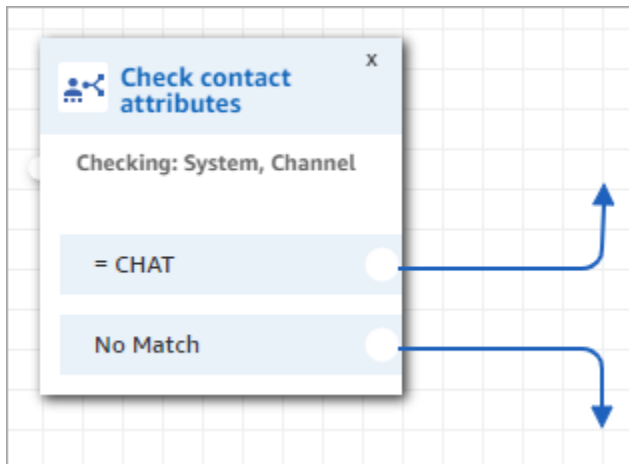 x
Check contact
attributes
Checking: System, Channel
= CHAT
No Match